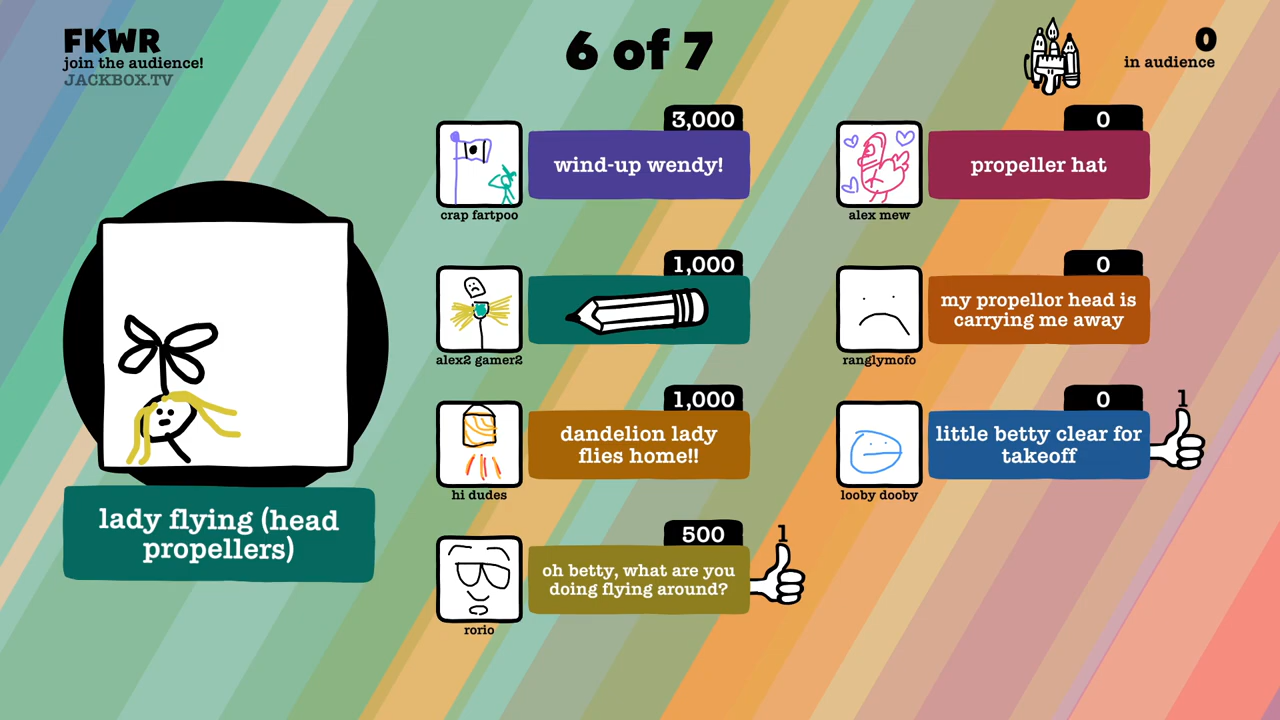 FKWR
join the audience!
JACKBOX.TV
6 of 7
0
in audience
lady flying (head
propellers)
3,000
wind-up wendy!
crap fartpoo
1,000
alex2 gamer2
1,000
dandelion lady
flies home!!
hi dudes
500
oh betty, what are you
doing flying around?
1
rorio
0
propeller hat
alex mew
0
my propellor head is
carrying me away
ranglymofo
0
little betty clear for
takeoff
1
looby dooby